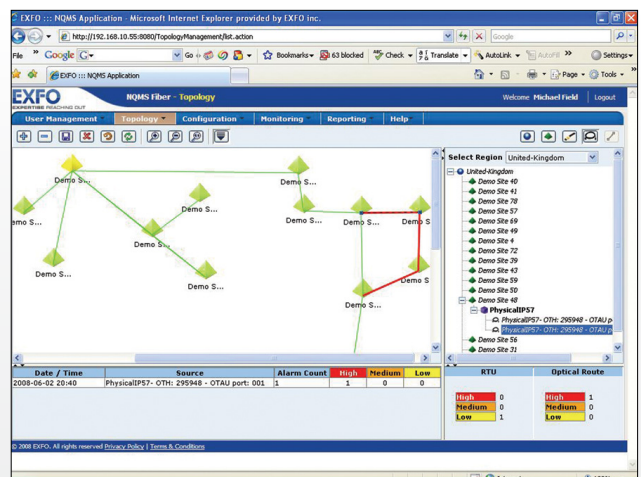 EXFO ::: NQMS Application - Microsoft Internet Explorer provided by EXFO inc.
http://192.168.10.55:8080/TopologyManagement/list.action
Google
File » Google G▾ Go Bookmarks▾ 63 blocked Check ▾ Translate ▾ AutoLink ▾ AutoFill » Settings▾
EXFO ::: NQMS Application
Page ▾ Tools ▾ »
EXFO
EXPERTISE REACHING OUT
NQMS Fiber - Topology
Welcome Michael Field
Logout
User Management Topology Configuration Monitoring Reporting Help
Select Region United-Kingdom
United-Kingdom
Demo Site 40
Demo Site 41
Demo Site 78
Demo Site 57
Demo Site 69
Demo Site 49
Demo Site 4
Demo Site 72
Demo Site 39
Demo Site 43
Demo Site 59
Demo Site 50
Demo Site 48
PhysicalIP57
PhysicalIP57- OTH: 295948 - OTAU p
PhysicalIP57- OTH: 295948 - OTAU p
Demo Site 56
Demo Site 31
Demo S...
Demo S...
Demo S...
emo S...
Demo S...
Demo S...
Demo S...
Demo S
Demo S...
Demo S...
Demo S
Demo S...
Date / Time Source Alarm Count High Medium Low
2008-06-02 20:40 PhysicalIP57- OTH: 295948 - OTAU port: 001 1 1 0 0
RTU Optical Route
High 0 High 1
Medium 0 Medium 0
Low 1 Low 0
© 2008 EXFO. All rights reserved Privacy Policy | Terms & Conditions